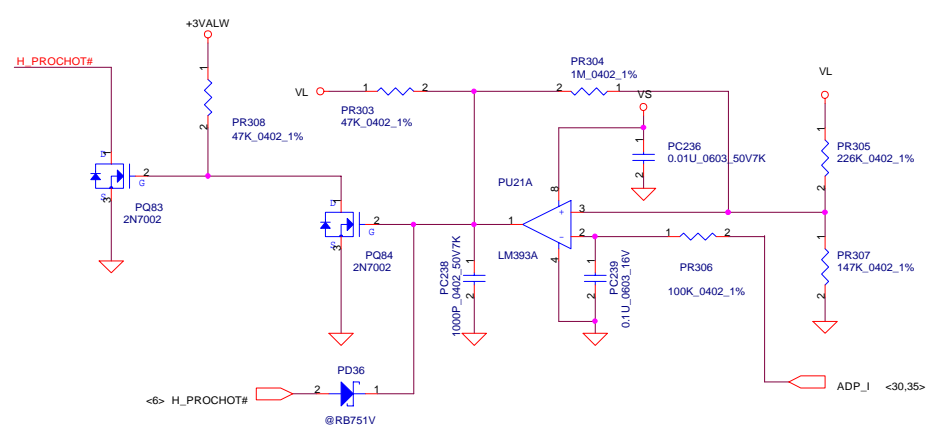 +3VALW
H_PROCHOT#
1
PR308
47K_0402_1%
2
VL
1
2
PR303
47K_0402_1%
PR304
1M_0402_1%
2
1
VS
1
PC236
0.01U_0603_50V7K
2
VL
1
PR305
226K_0402_1%
2
D
1
2
G
S
3
PQ83
2N7002
D
1
2
G
S
3
PQ84
2N7002
PU21A
8
1
+
3
-
2
4
LM393A
1
2
PR306
100K_0402_1%
1
PR307
147K_0402_1%
2
1
2
PC238
1000P_0402_50V7K
1
2
PC239
0.1U_0603_16V
PD36
2
1
@RB751V
<6> H_PROCHOT#
ADP_I <30,35>